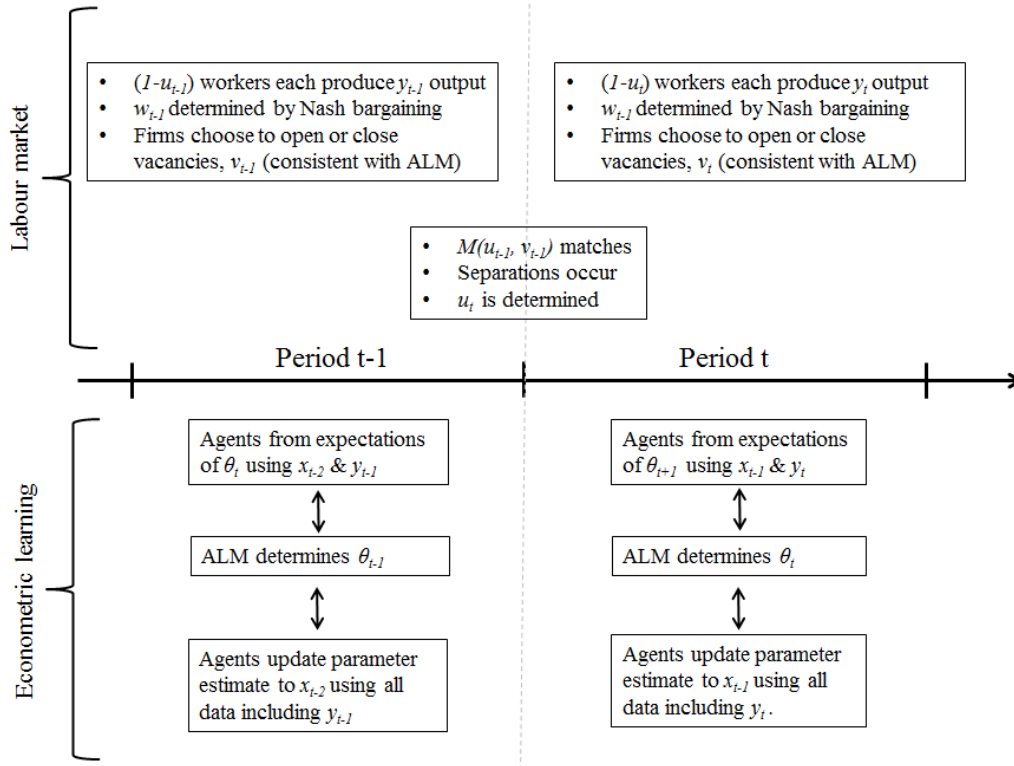 Labour market
• (1-u_{t-1}) workers each produce y_{t-1} output
• w_{t-1} determined by Nash bargaining
• Firms choose to open or close
vacancies, v_{t-1} (consistent with ALM)
• (1-u_t) workers each produce y_t output
• w_{t-1} determined by Nash bargaining
• Firms choose to open or close
vacancies, v_t (consistent with ALM)
• M(u_{t-1}, v_{t-1}) matches
• Separations occur
• u_t is determined
Period t-1
Period t
Econometric learning
Agents from expectations
of θ_t using x_{t-2} & y_{t-1}
ALM determines θ_{t-1}
Agents update parameter
estimate to x_{t-2} using all
data including y_{t-1}
Agents from expectations
of θ_{t+1} using x_{t-1} & y_t
ALM determines θ_t
Agents update parameter
estimate to x_{t-1} using all
data including y_t .